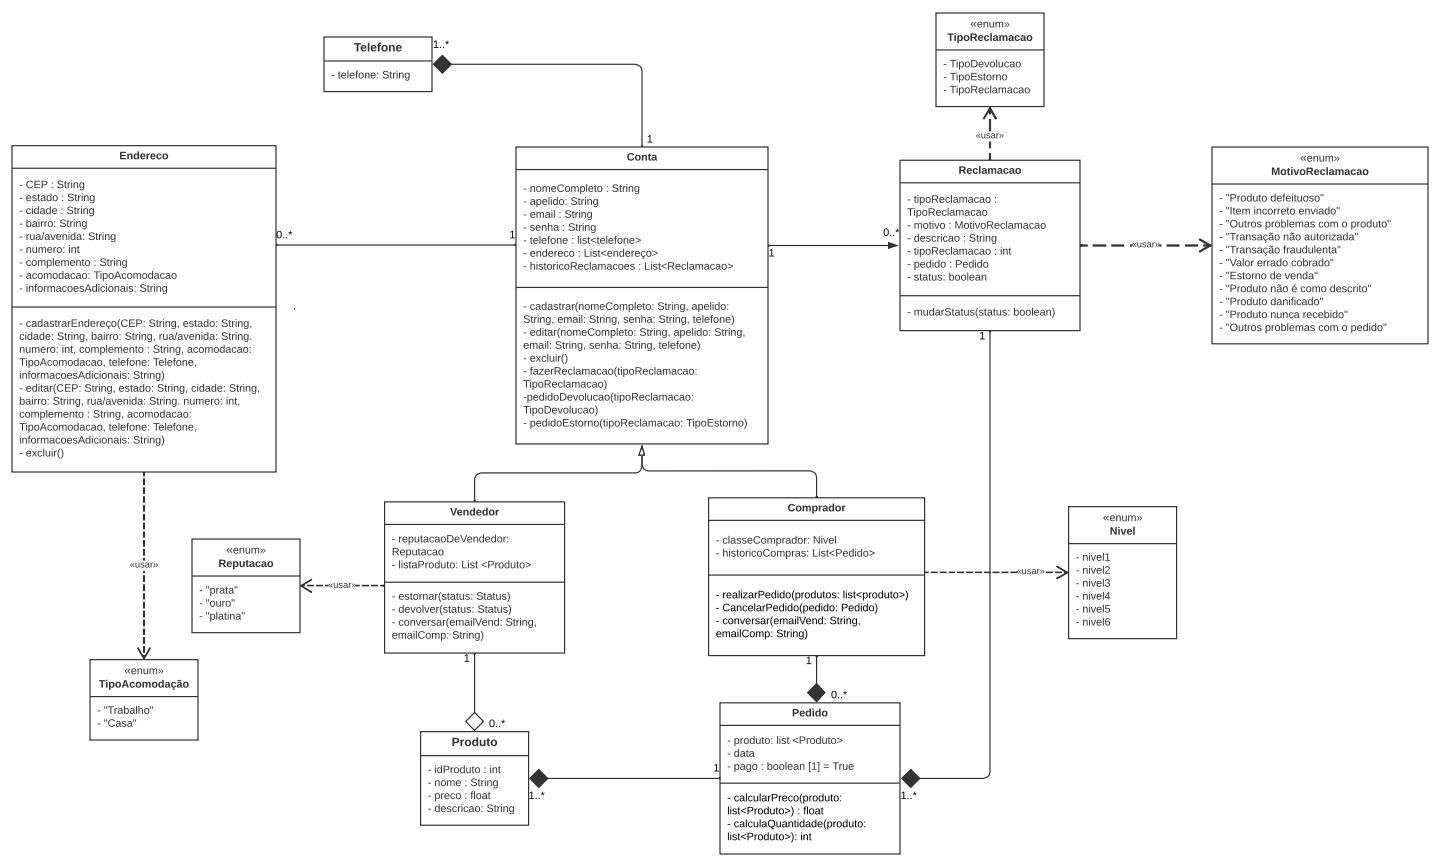 Telefone
- telefone: String
1..*
1
«enum»
TipoReclamacao
- TipoDevolucao
- TipoEstorno
- TipoReclamacao
«usar»
Endereco
- CEP : String
- estado : String
- cidade : String
- bairro: String
- rua/avenida: String
- numero: int
- complemento : String
- acomodacao: TipoAcomodacao
- informacoesAdicionais: String
- cadastrarEndereço(CEP: String, estado: String,
cidade: String, bairro: String, rua/avenida: String.
numero: int, complemento : String, acomodacao:
TipoAcomodacao, telefone: Telefone,
informacoesAdicionais: String)
- editar(CEP: String, estado: String, cidade: String,
bairro: String, rua/avenida: String. numero: int,
complemento : String, acomodacao:
TipoAcomodacao, telefone: Telefone,
informacoesAdicionais: String)
- excluir()
0..*
1
.
Conta
- nomeCompleto : String
- apelido: String
- email : String
- senha : String
- telefone : list<telefone>
- endereco : List<endereço>
- historicoReclamacoes : List<Reclamacao>
- cadastrar(nomeCompleto: String, apelido:
String, email: String, senha: String, telefone)
- editar(nomeCompleto: String, apelido: String,
email: String, senha: String, telefone)
- excluir()
- fazerReclamacao(tipoReclamacao:
TipoReclamacao)
-pedidoDevolucao(tipoReclamacao:
TipoDevolucao)
- pedidoEstorno(tipoReclamacao: TipoEstorno)
1
0..*
Reclamacao
- tipoReclamacao :
TipoReclamacao
- motivo : MotivoReclamacao
- descricao : String
- tipoReclamacao : int
- pedido : Pedido
- status: boolean
- mudarStatus(status: boolean)
1
«usar»
«enum»
MotivoReclamacao
- "Produto defeituoso"
- "Item incorreto enviado"
- "Outros problemas com o produto"
- "Transação não autorizada"
- "Transação fraudulenta"
- "Valor errado cobrado"
- "Estorno de venda"
- "Produto não é como descrito"
- "Produto danificado"
- "Produto nunca recebido"
- "Outros problemas com o pedido"
«usar»
«enum»
TipoAcomodação
- "Trabalho"
- "Casa"
«enum»
Reputacao
- "prata"
- "ouro"
- "platina"
«usar»
Vendedor
- reputacaoDeVendedor:
Reputacao
- listaProduto: List <Produto>
- estornar(status: Status)
- devolver(status: Status)
- conversar(emailVend: String,
emailComp: String)
1
0..*
Comprador
- classeComprador: Nivel
- historicoCompras: List<Pedido>
- realizarPedido(produtos: list<produto>)
- CancelarPedido(pedido: Pedido)
- conversar(emailVend: String,
emailComp: String)
1
0..*
«usar»
«enum»
Nivel
- nivel1
- nivel2
- nivel3
- nivel4
- nivel5
- nivel6
Produto
- idProduto : int
- nome : String
- preco : float
- descricao: String
1..*
1
Pedido
- produto: list <Produto>
- data
- pago : boolean [1] = True
- calcularPreco(produto:
list<Produto>) : float
- calculaQuantidade(produto:
list<Produto>): int
1..*